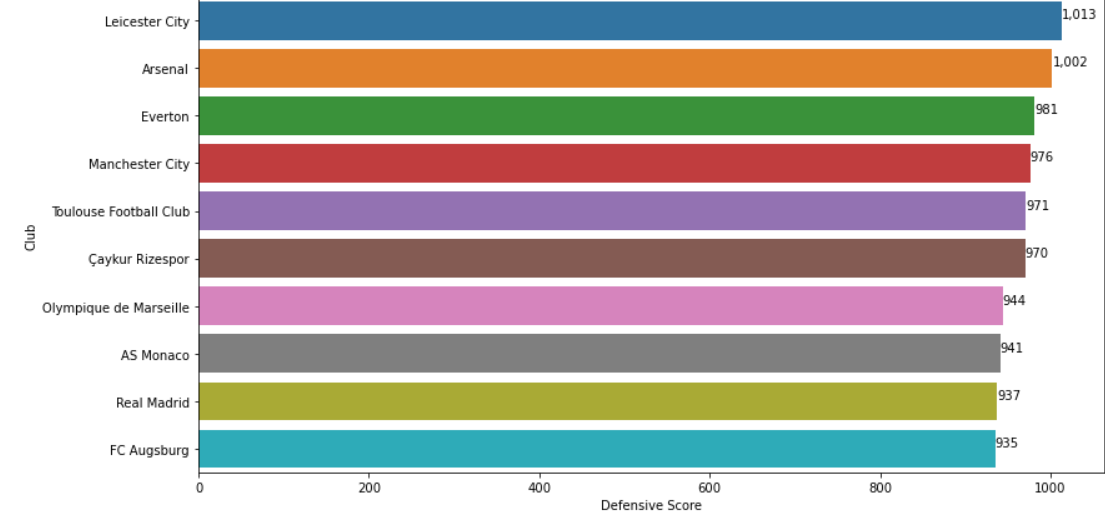 Leicester City 1,013
Arsenal 1,002
Everton 981
Manchester City 976
Toulouse Football Club 971
Çaykur Rizespor 970
Olympique de Marseille 944
AS Monaco 941
Real Madrid 937
FC Augsburg 935
Club
0 200 400 600 800 1000
Defensive Score